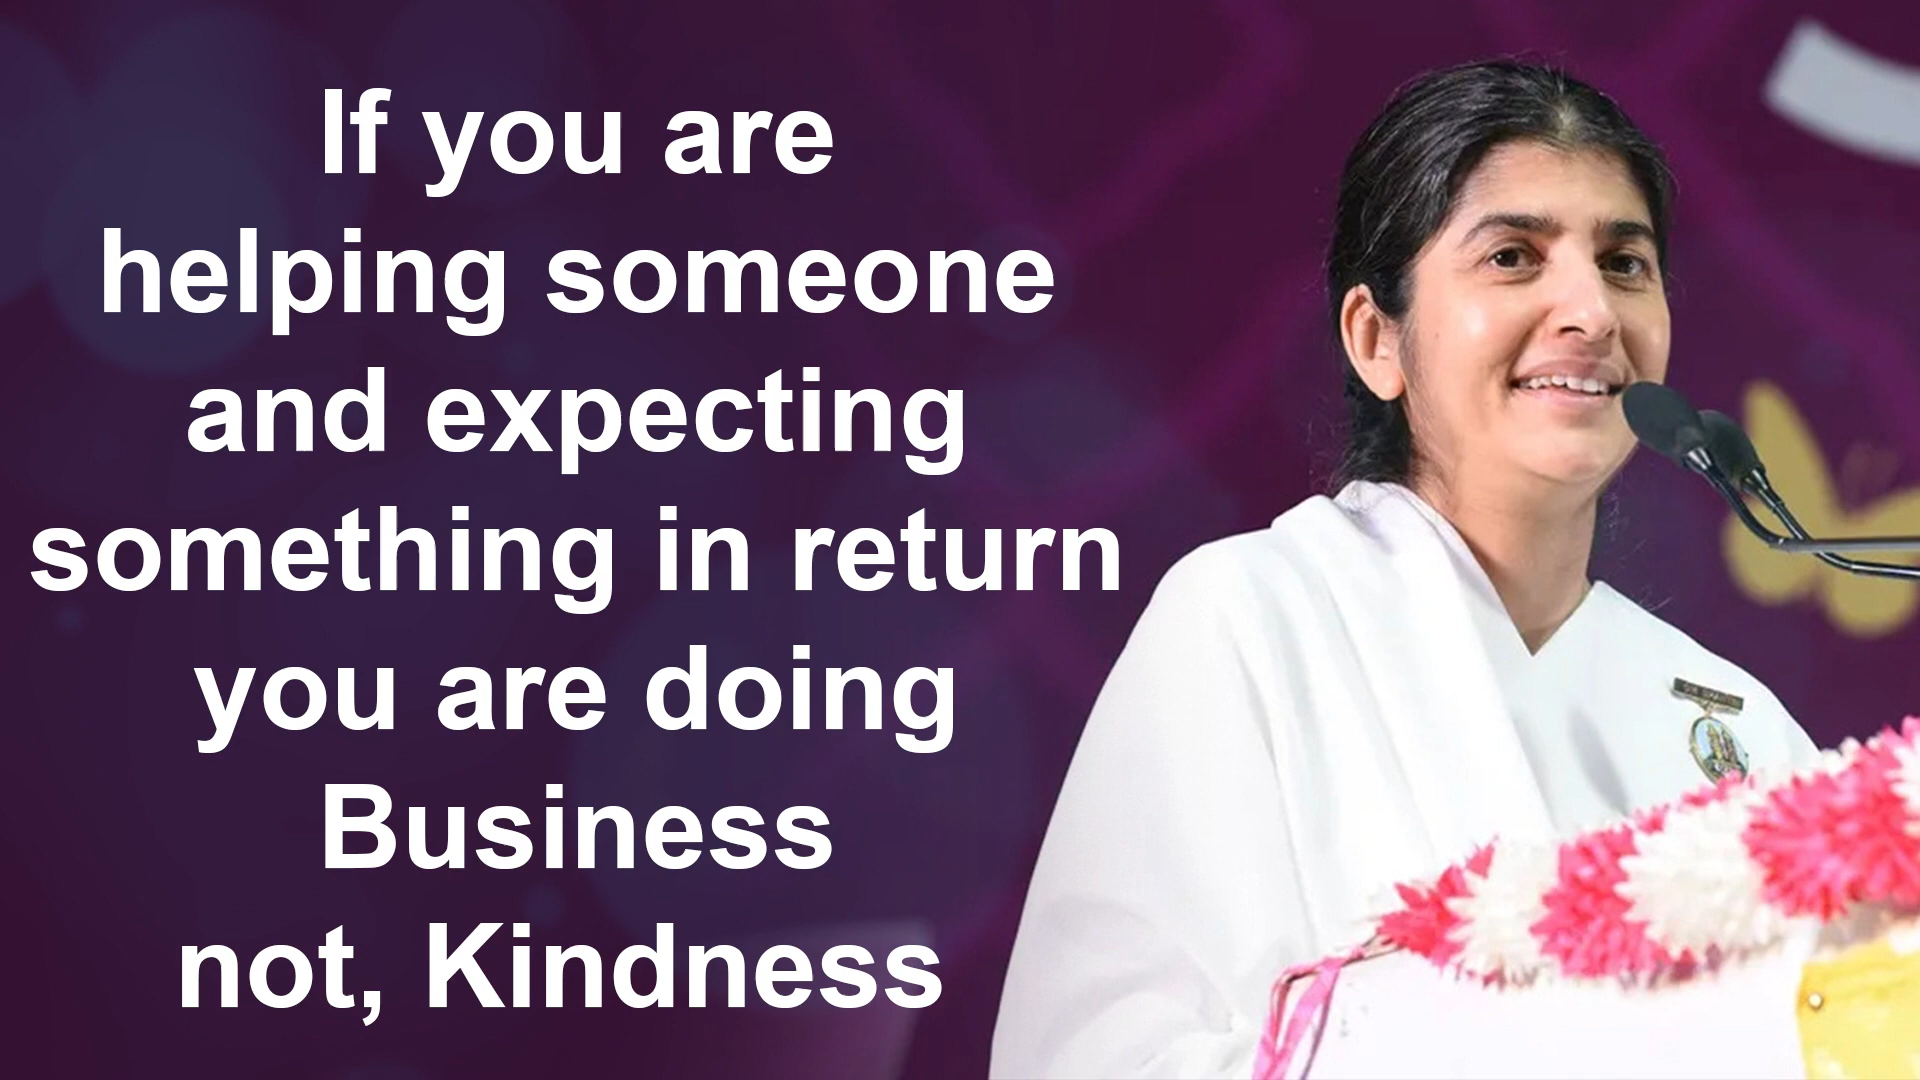 If you are
helping someone
and expecting
something in return
you are doing
Business
not, Kindness